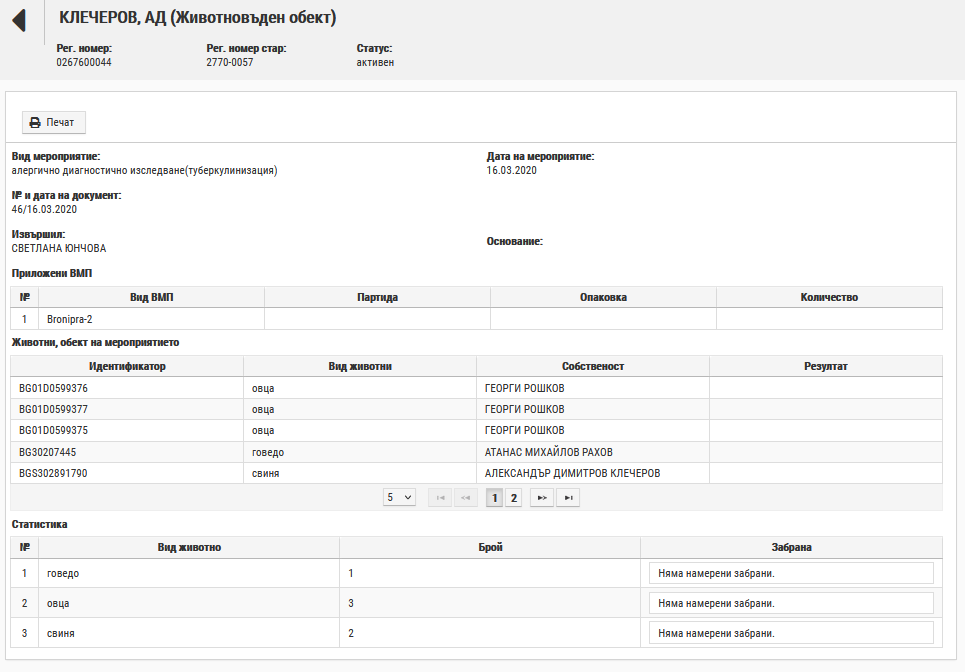 КЛЕЧЕРОВ, АД (Животновъден обект)
Рег. номер: Рег. номер стар: Статус:
0267600044 2770-0057 активен
Печат
Вид мероприятие: Дата на мероприятие:
алергично диагностично изследване(туберкулинизация) 16.03.2020
№ и дата на документ:
46/16.03.2020
Извършил:
СВЕТЛАНА ЮНЧОВА
Основание:
Приложени ВМП
№ Вид ВМП Партида Опаковка Количество
1 Bronipra-2
Животни, обект на мероприятието
Идентификатор Вид животни Собственост Резултат
BG01D0599376 овца ГЕОРГИ РОШКОВ
BG01D0599377 овца ГЕОРГИ РОШКОВ
BG01D0599375 овца ГЕОРГИ РОШКОВ
BG30207445 говедо АТАНАС МИХАЙЛОВ РАХОВ
BGS302891790 свиня АЛЕКСАНДЪР ДИМИТРОВ КЛЕЧЕРОВ
5 1 2
Статистика
№ Вид животно Брой Забрана
1 говедо 1 Няма намерени забрани.
2 овца 3 Няма намерени забрани.
3 свиня 2 Няма намерени забрани.